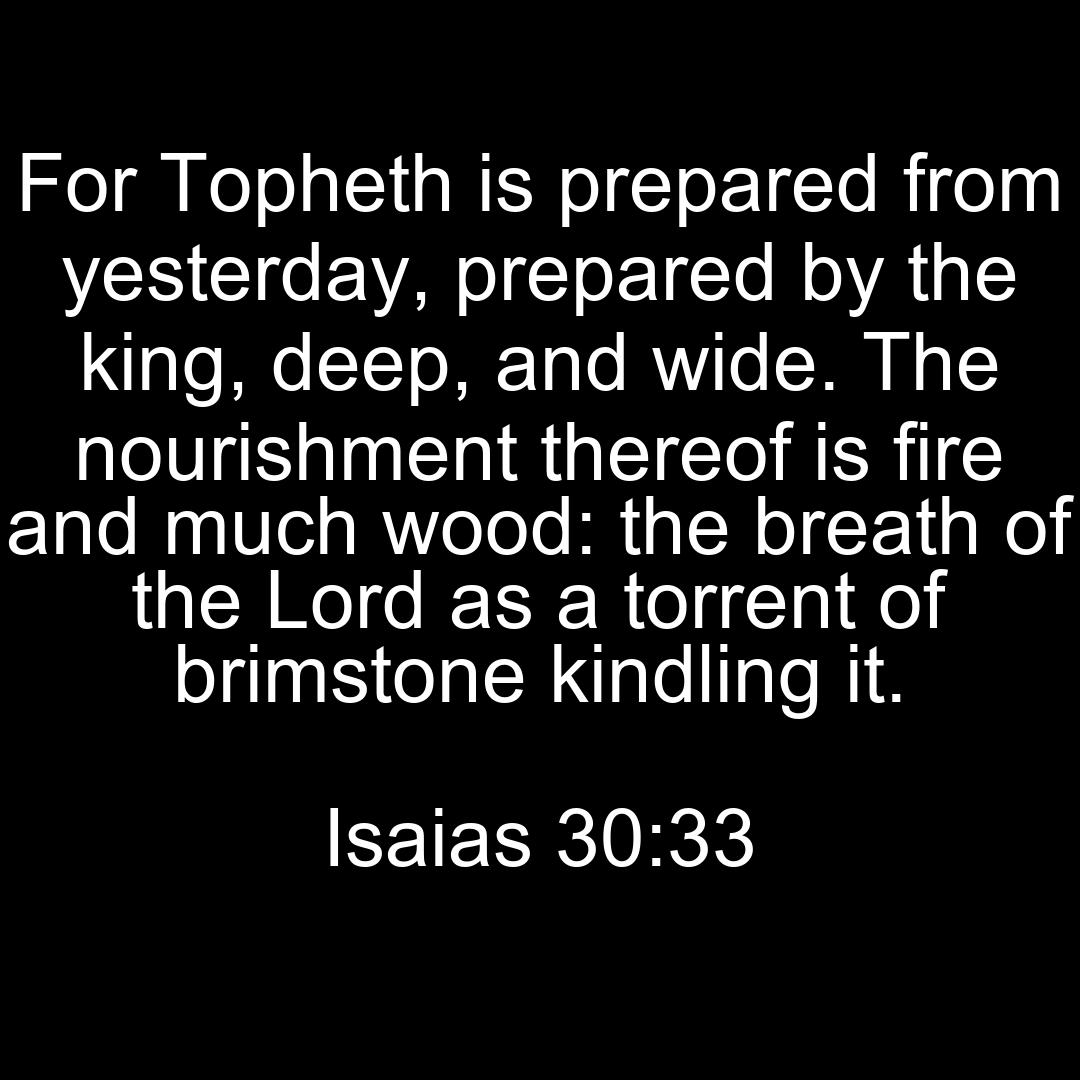 For Topheth is prepared from
yesterday, prepared by the
king, deep, and wide. The
nourishment thereof is fire
and much wood: the breath of
the Lord as a torrent of
brimstone kindling it.
Isaias 30:33